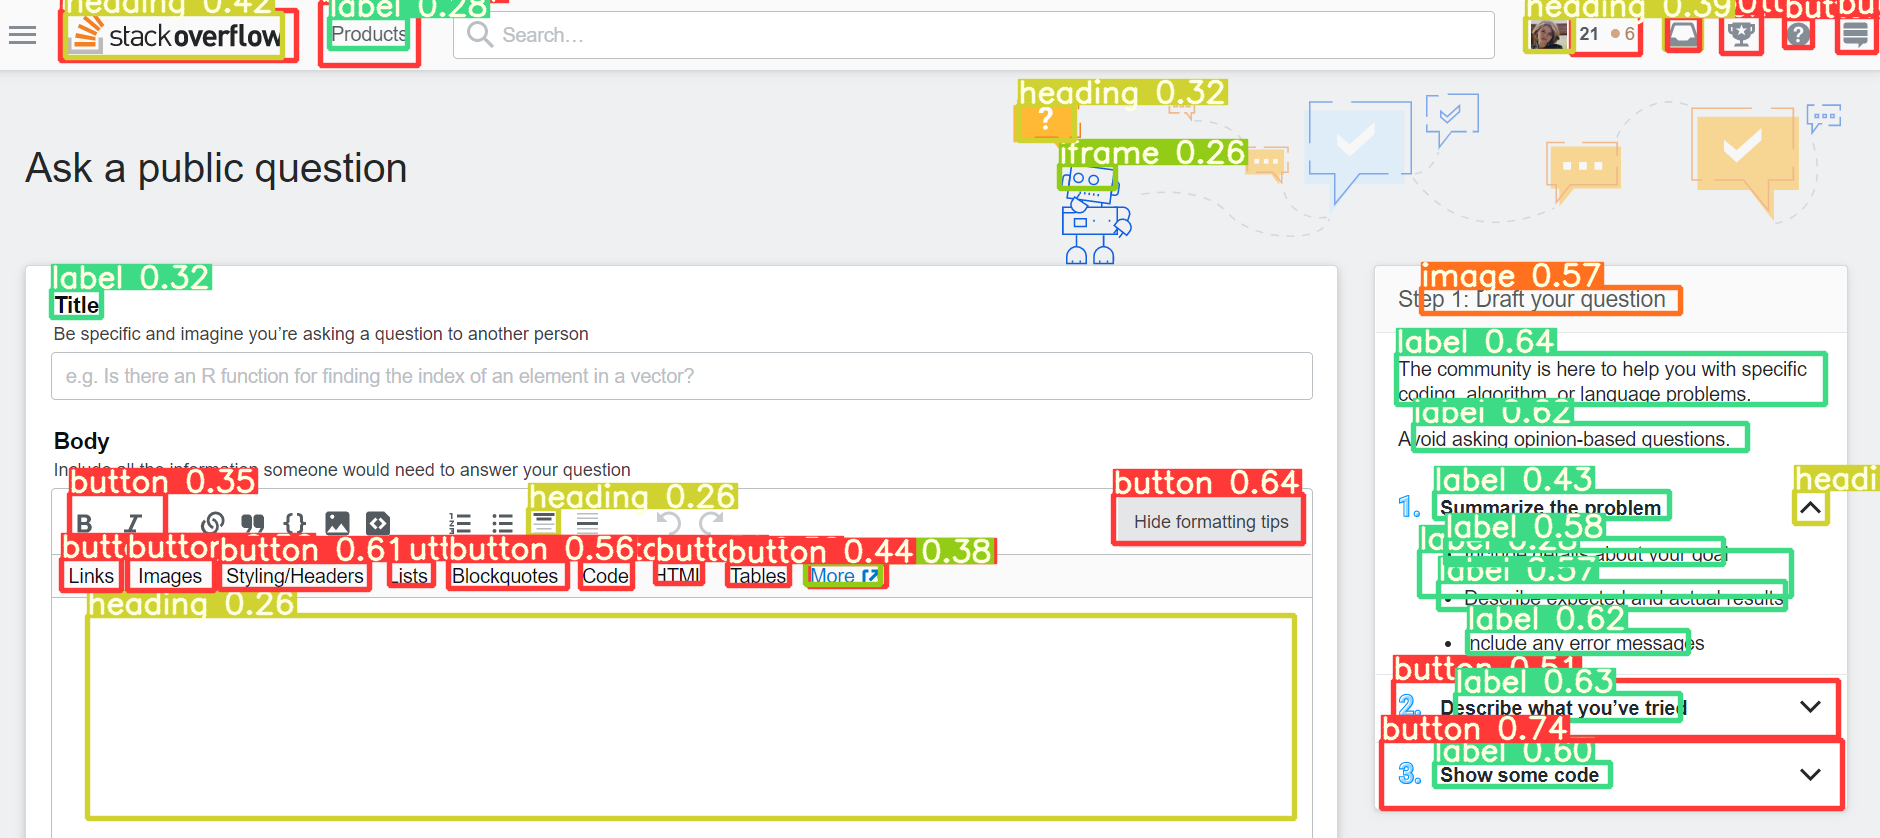 heading 0.42
label 0.28
heading 0.39
stackoverflow
Products
Search...
21 6
?
heading 0.32
?
iframe 0.26
Ask a public question
label 0.32
Title
Be specific and imagine you're asking a question to another person
e.g. Is there an R function for finding the index of an element in a vector?
Body
Include all the information someone would need to answer your question
button 0.35
heading 0.26
button 0.64
B I
Hide formatting tips
button 0.61
button 0.56
button 0.44
0.38
Links
Images
Styling/Headers
Lists
Blockquotes
Code
HTML
Tables
More
heading 0.26
image 0.57
Step 1: Draft your question
label 0.64
The community is here to help you with specific
coding, algorithm, or language problems.
label 0.62
Avoid asking opinion-based questions.
label 0.43
headi
1. Summarize the problem
label 0.58
Include details about your goal
label 0.57
Describe expected and actual results
label 0.62
Include any error messages
button 0.51
label 0.63
2. Describe what you've tried
button 0.74
label 0.60
3. Show some code